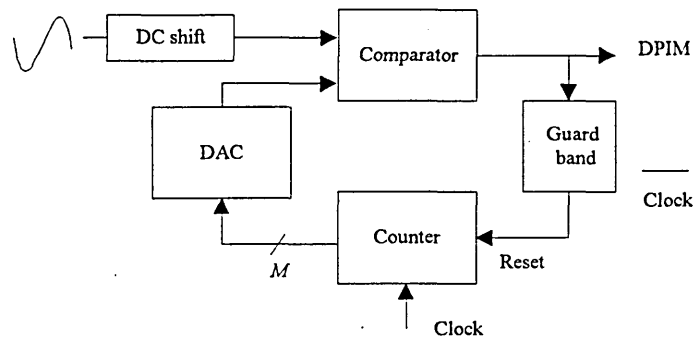 DC shift
Comparator
DPIM
DAC
Guard
band
Clock
Counter
M
Reset
Clock